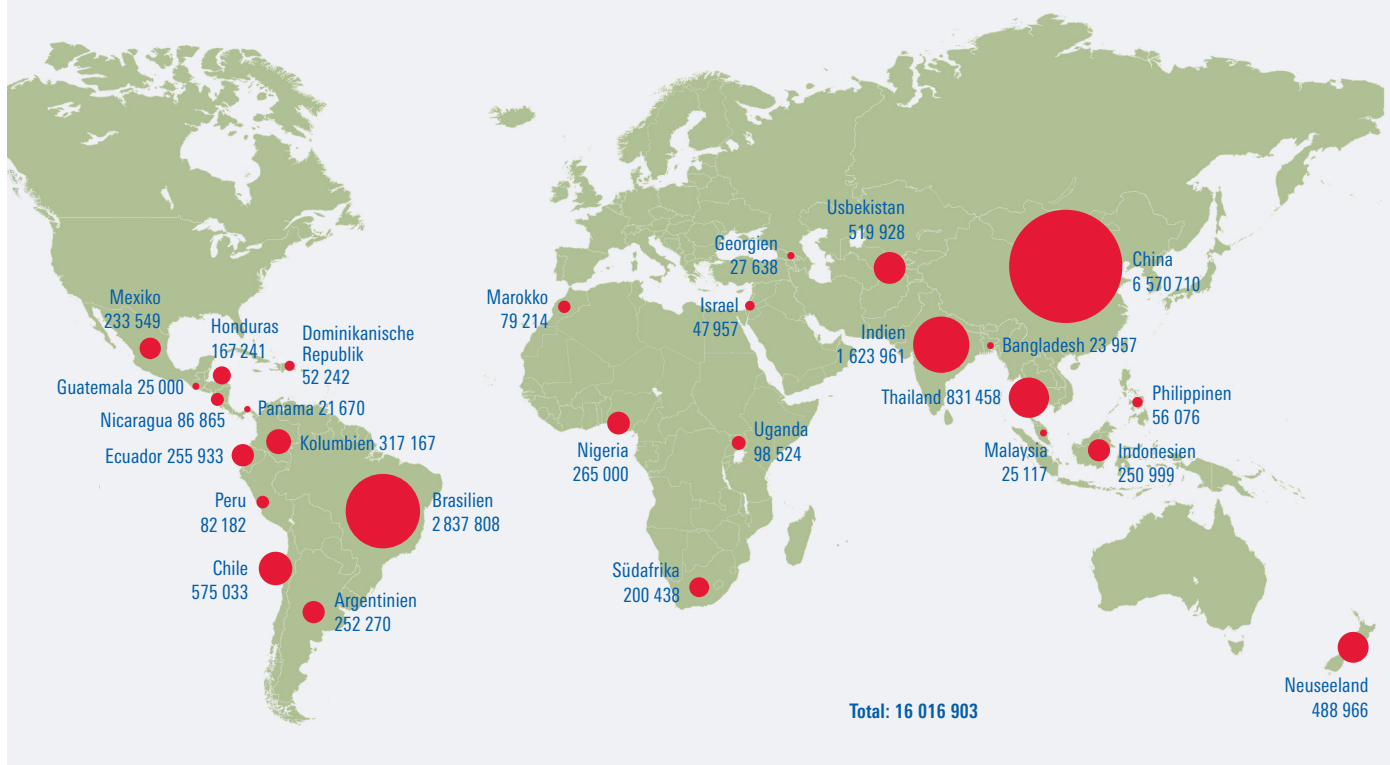 Mexiko
233 549
Honduras
167 241
Dominikanische
Republik
52 242
Guatemala 25 000
Nicaragua 86 865
Panama 21 670
Ecuador 255 933
Kolumbien 317 167
Peru
82 182
Brasilien
2 837 808
Chile
575 033
Argentinien
252 270
Marokko
79 214
Georgien
27 638
Israel
47 957
Nigeria
265 000
Uganda
98 524
Südafrika
200 438
Usbekistan
519 928
China
6 570 710
Indien
1 623 961
Bangladesh 23 957
Thailand 831 458
Philippinen
56 076
Malaysia
25 117
Indonesien
250 999
Neuseeland
488 966
Total: 16 016 903